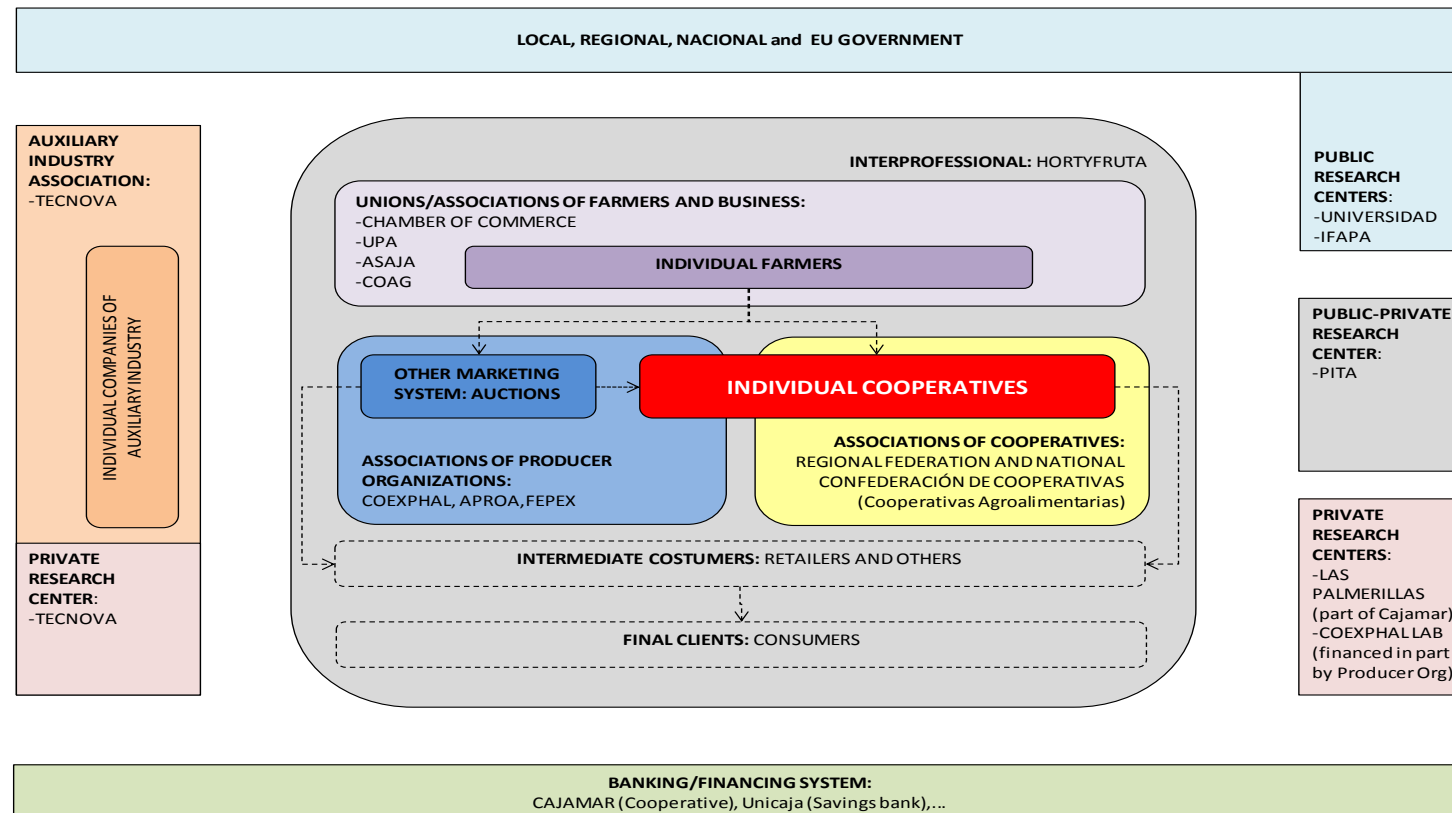 LOCAL, REGIONAL, NACIONAL and EU GOVERNMENT
AUXILIARY
INDUSTRY
ASSOCIATION:
-TECNOVA
INDIVIDUAL COMPANIES OF
AUXILIARY INDUSTRY
PRIVATE
RESEARCH
CENTER:
-TECNOVA
INTERPROFESSIONAL: HORTYFRUTA
UNIONS/ASSOCIATIONS OF FARMERS AND BUSINESS:
-CHAMBER OF COMMERCE
-UPA
-ASAJA
-COAG
INDIVIDUAL FARMERS
OTHER MARKETING
SYSTEM: AUCTIONS
INDIVIDUAL COOPERATIVES
ASSOCIATIONS OF PRODUCER
ORGANIZATIONS:
COEXPHAL, APROA, FEPEX
ASSOCIATIONS OF COOPERATIVES:
REGIONAL FEDERATION AND NATIONAL
CONFEDERACIÓN DE COOPERATIVAS
(Cooperativas Agroalimentarias)
INTERMEDIATE COSTUMERS: RETAILERS AND OTHERS
FINAL CLIENTS: CONSUMERS
PUBLIC
RESEARCH
CENTERS:
-UNIVERSIDAD
-IFAPA
PUBLIC-PRIVATE
RESEARCH
CENTER:
-PITA
PRIVATE
RESEARCH
CENTERS:
-LAS
PALMERILLAS
(part of Cajamar)
-COEXPHAL LAB
(financed in part
by Producer Org)
BANKING/FINANCING SYSTEM:
CAJAMAR (Cooperative), Unicaja (Savings bank),...